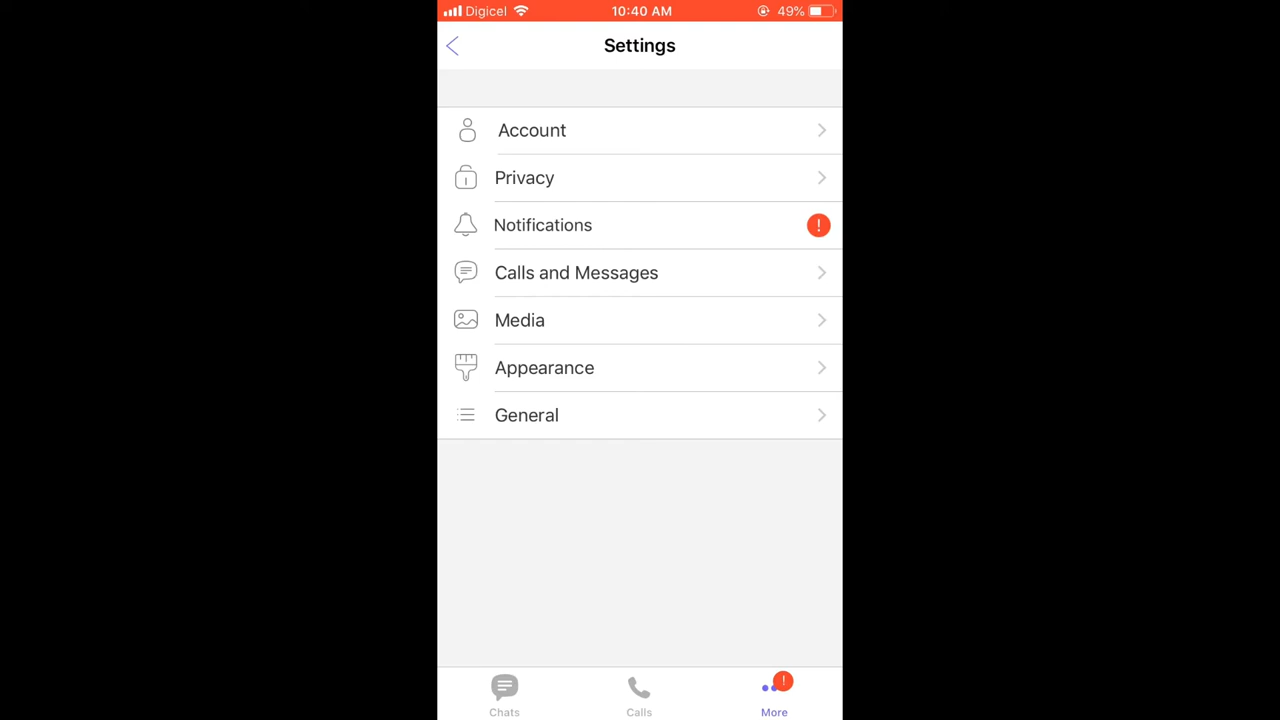 Digicel 10:40 AM 49%
Settings
Account
Privacy
Notifications !
Calls and Messages
Media
Appearance
General
!
Chats Calls More